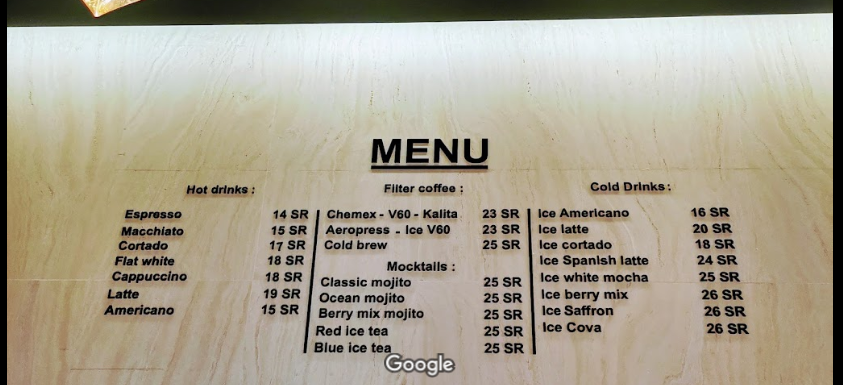 MENU
Hot drinks :
Espresso 14 SR
Macchiato 15 SR
Cortado 17 SR
Flat white 18 SR
Cappuccino 18 SR
Latte 19 SR
Americano 15 SR
Filter coffee :
Chemex - V60 - Kalita 23 SR
Aeropress - Ice V60 23 SR
Cold brew 25 SR
Mocktails :
Classic mojito 25 SR
Ocean mojito 25 SR
Berry mix mojito 25 SR
Red ice tea 25 SR
Blue ice tea 25 SR
Cold Drinks :
Ice Americano 16 SR
Ice latte 20 SR
Ice cortado 18 SR
Ice Spanish latte 24 SR
Ice white mocha 25 SR
Ice berry mix 26 SR
Ice Saffron 26 SR
Ice Cova 26 SR
Google